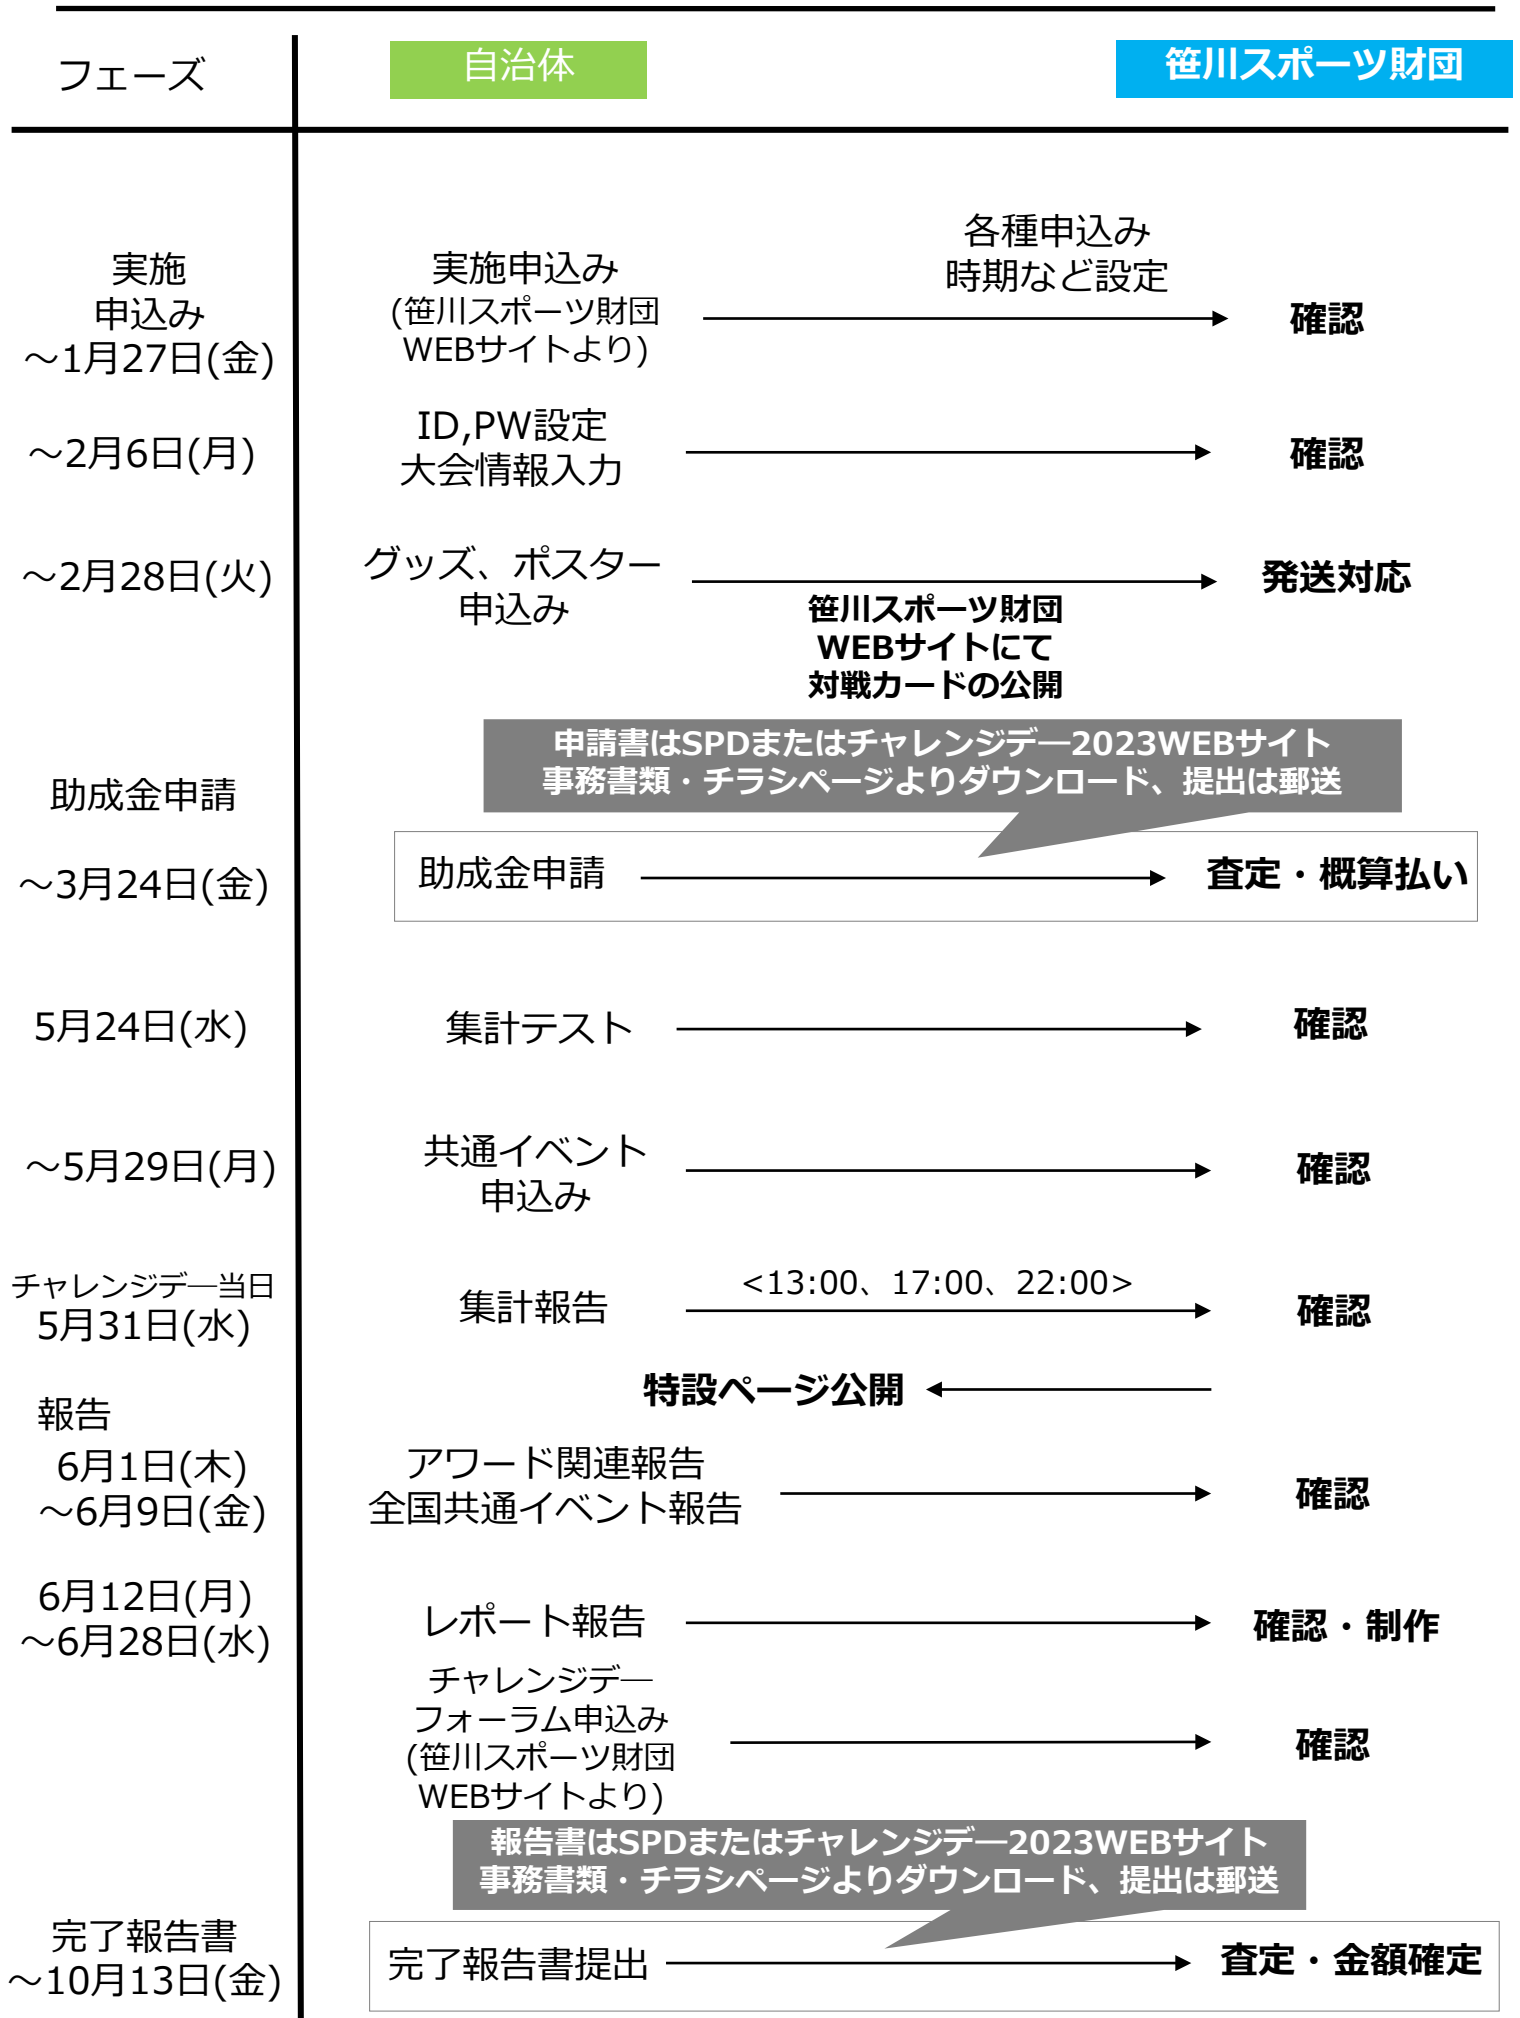 フェーズ
自治体
笹川スポーツ財団
実施
申込み
～1月27日(金)
実施申込み
(笹川スポーツ財団
WEBサイトより)
各種申込み
時期など設定
確認
～2月6日(月)
ID,PW設定
大会情報入力
確認
～2月28日(火)
グッズ、ポスター
申込み
発送対応
笹川スポーツ財団
WEBサイトにて
対戦カードの公開
申請書はSPDまたはチャレンジデ―2023WEBサイト
事務書類・チラシページよりダウンロード、提出は郵送
助成金申請
～3月24日(金)
助成金申請
査定・概算払い
5月24日(水)
集計テスト
確認
～5月29日(月)
共通イベント
申込み
確認
チャレンジデ―当日
5月31日(水)
集計報告
<13:00、17:00、22:00>
確認
特設ページ公開
報告
6月1日(木)
～6月9日(金)
アワード関連報告
全国共通イベント報告
確認
6月12日(月)
～6月28日(水)
レポート報告
確認・制作
チャレンジデ―
フォーラム申込み
(笹川スポーツ財団
WEBサイトより)
確認
報告書はSPDまたはチャレンジデ―2023WEBサイト
事務書類・チラシページよりダウンロード、提出は郵送
完了報告書
～10月13日(金)
完了報告書提出
査定・金額確定